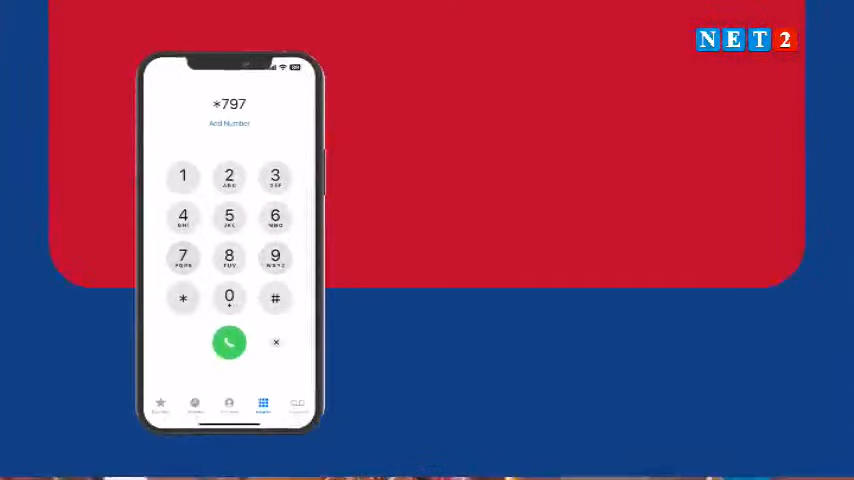 NET2
*797
Add Number
1
2
ABC
3
DEF
4
GHI
5
JKL
6
MNO
7
PQRS
8
TUV
9
WXYZ
*
0
+
#